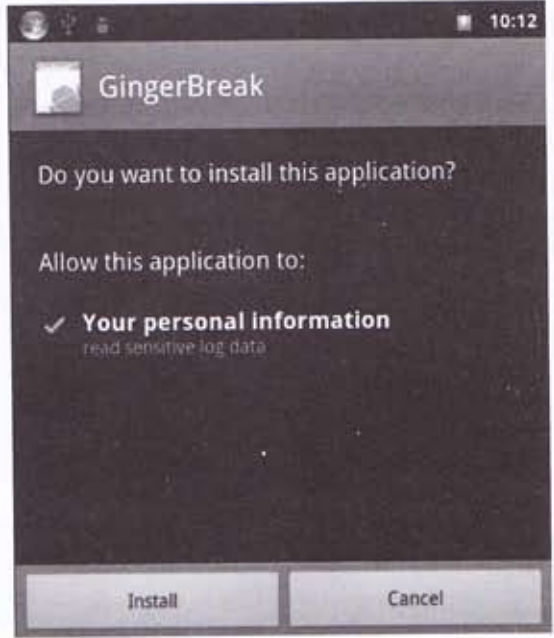 10:12
GingerBreak
Do you want to install this application?
Allow this application to:
Your personal information
read sensitive log data
Install
Cancel